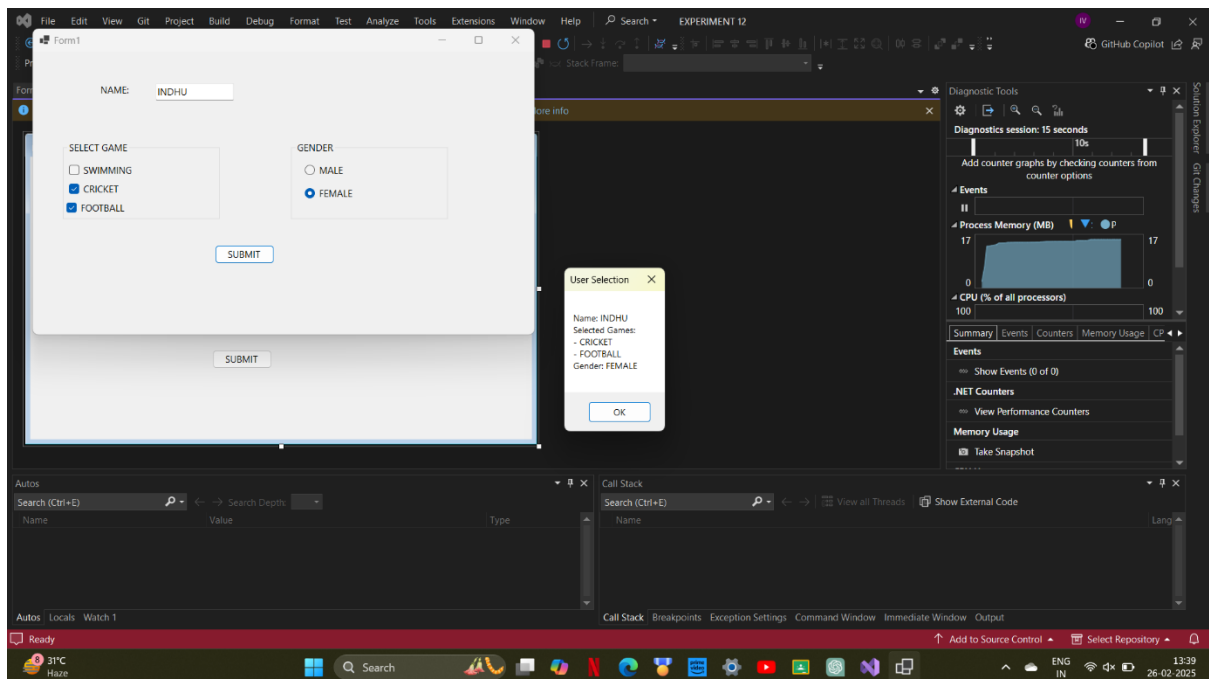 File Edit View Git Project Build Debug Format Test Analyze Tools Extensions Window Help Search EXPERIMENT 12 IV
Form1
GitHub Copilot
Stack Frame:
NAME: INDHU
SELECT GAME
SWIMMING
CRICKET
FOOTBALL
GENDER
MALE
FEMALE
SUBMIT
SUBMIT
User Selection
Name: INDHU
Selected Games:
- CRICKET
- FOOTBALL
Gender: FEMALE
OK
Diagnostic Tools
Diagnostics session: 15 seconds
10s
Add counter graphs by checking counters from
counter options
Events
Process Memory (MB) P
17 17
0 0
CPU (% of all processors)
100 100
Summary Events Counters Memory Usage CP
Events
Show Events (0 of 0)
.NET Counters
View Performance Counters
Memory Usage
Take Snapshot
Solution Explorer
Git Changes
Autos
Search (Ctrl+E) Search Depth:
Name Value Type
Autos Locals Watch 1
Call Stack
Search (Ctrl+E) View all Threads Show External Code
Name Lang
Call Stack Breakpoints Exception Settings Command Window Immediate Window Output
Ready Add to Source Control Select Repository
8 31°C
Haze
Search
prime video
ENG
IN
13:39
26-02-2025